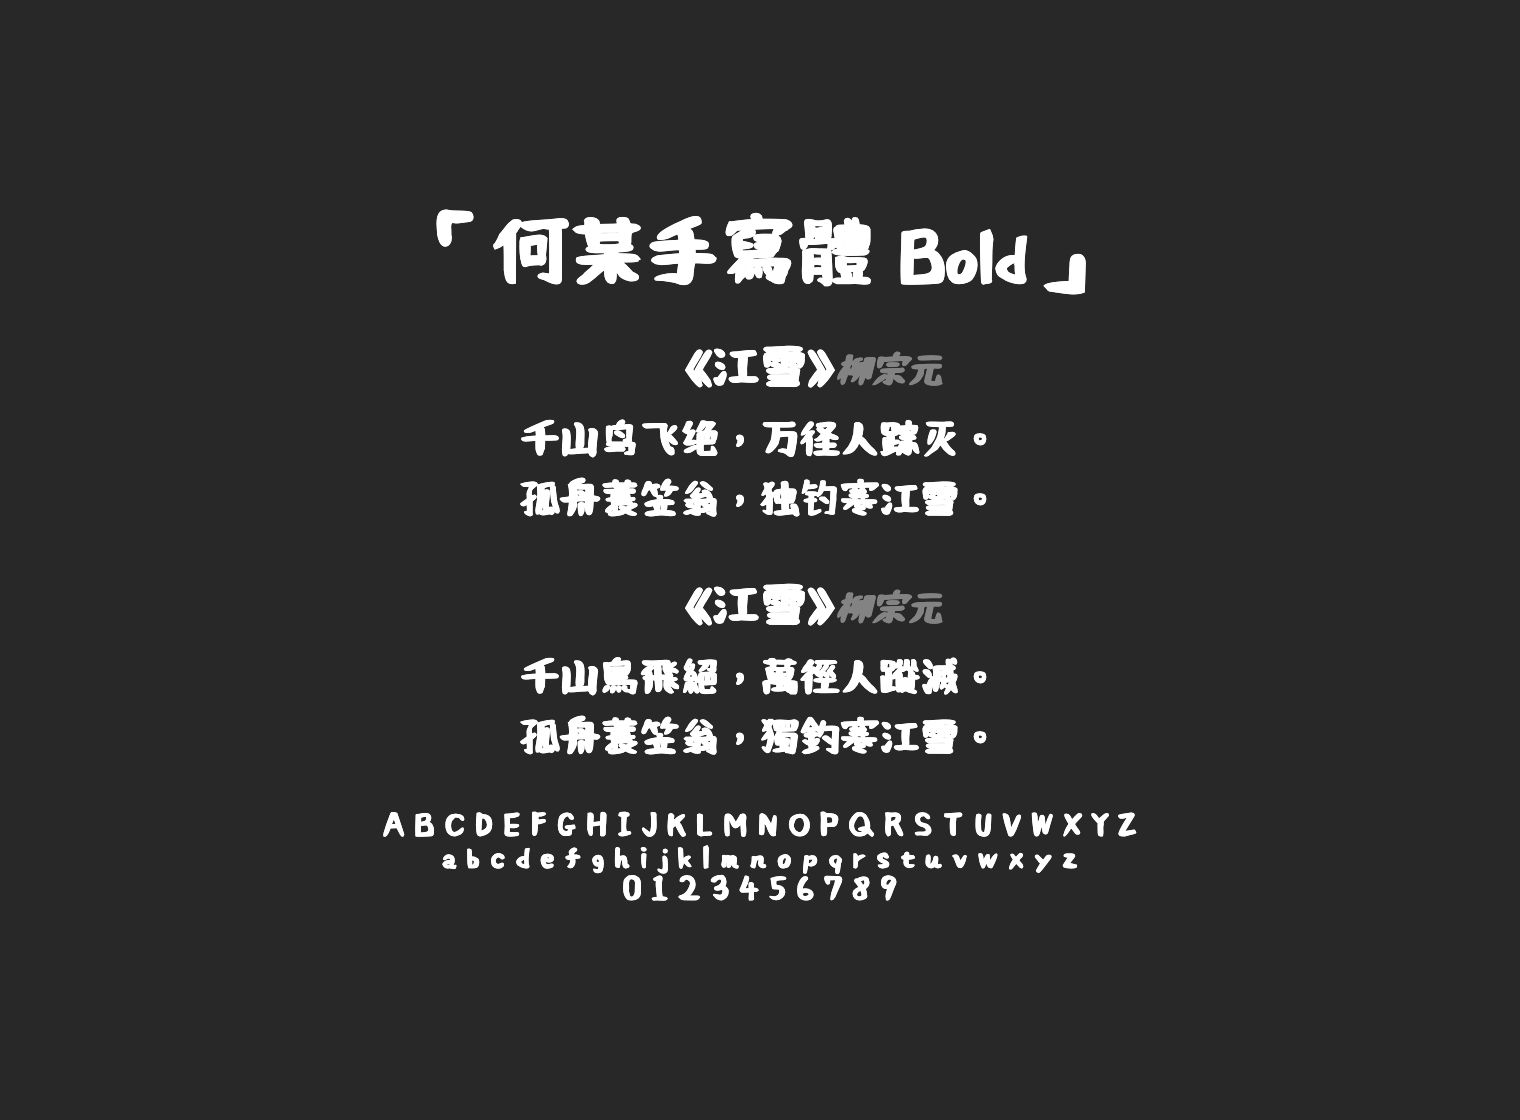 「何某手寫體 Bold」
《江雪》柳宗元
千山鸟飞绝，万径人踪灭。
孤舟蓑笠翁，独钓寒江雪。
《江雪》柳宗元
千山鳥飛絕，萬徑人蹤滅。
孤舟蓑笠翁，獨釣寒江雪。
A B C D E F G H I J K L M N O P Q R S T U V W X Y Z
a b c d e f g h i j k l m n o p q r s t u v w x y z
0 1 2 3 4 5 6 7 8 9